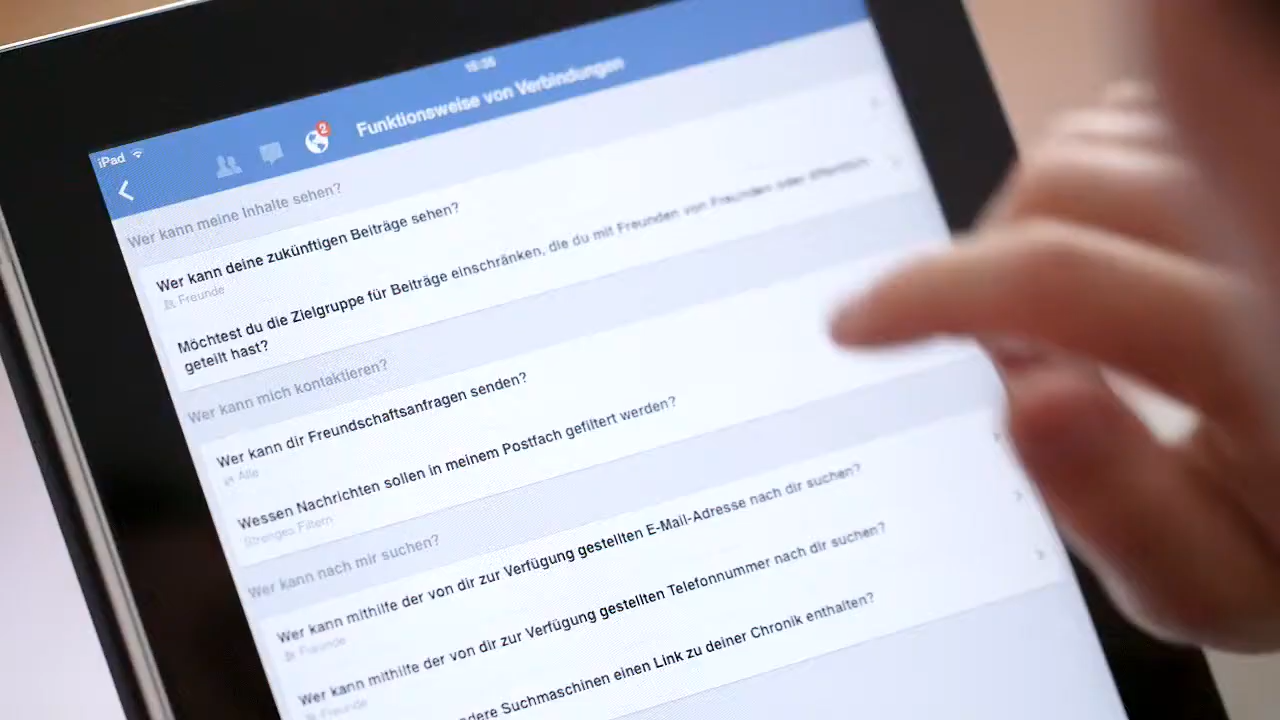 iPad
2
Funktionsweise von Verbindungen
Wer kann meine Inhalte sehen?
Wer kann deine zukünftigen Beiträge sehen?
Freunde
Möchtest du die Zielgruppe für Beiträge einschränken, die du mit Freunden von Freunden oder öffentlich
geteilt hast?
Wer kann mich kontaktieren?
Wer kann dir Freundschaftsanfragen senden?
Alle
Wessen Nachrichten sollen in meinem Postfach gefiltert werden?
Strenges Filtern
Wer kann nach mir suchen?
Wer kann mithilfe der von dir zur Verfügung gestellten E-Mail-Adresse nach dir suchen?
Freunde
Wer kann mithilfe der von dir zur Verfügung gestellten Telefonnummer nach dir suchen?
Freunde
dere Suchmaschinen einen Link zu deiner Chronik enthalten?